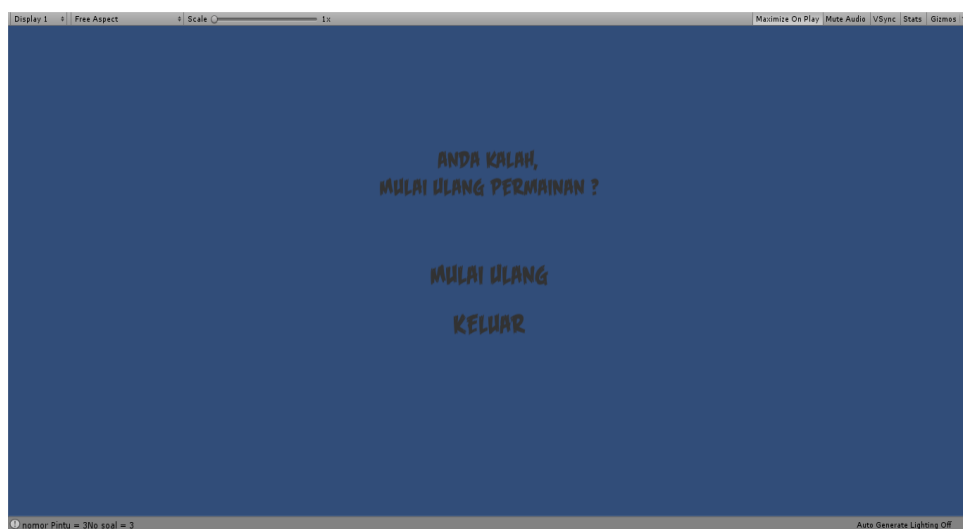 Display 1 Free Aspect Scale 1x Maximize On Play Mute Audio VSync Stats Gizmos
ANDA KALAH,
MULAI ULANG PERMAINAN ?
MULAI ULANG
KELUAR
nomor Pintu = 3No soal = 3 Auto Generate Lighting Off